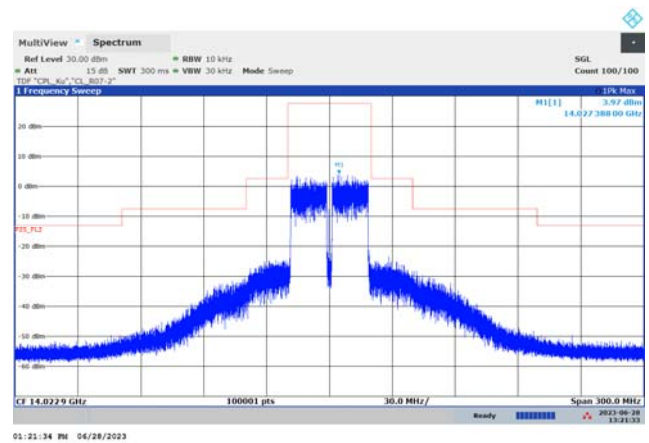 MultiView Spectrum
Ref Level 30.00 dBm RBW 10 kHz SGL
Att 15 dB SWT 300 ms VBW 30 kHz Mode Sweep Count 100/100
TDF "CPL_Ku","CL_R07-2"
1 Frequency Sweep 1Pk Max
M1[1] 3.97 dBm
14.02738800 GHz
20 dBm
10 dBm
M1
0 dBm
-10 dBm
-20 dBm
-30 dBm
-40 dBm
-50 dBm
-60 dBm
CF 14.0229 GHz 100001 pts 30.0 MHz/ Span 300.0 MHz
Ready 2023-06-28
13:21:33
01:21:34 PM 06/28/2023